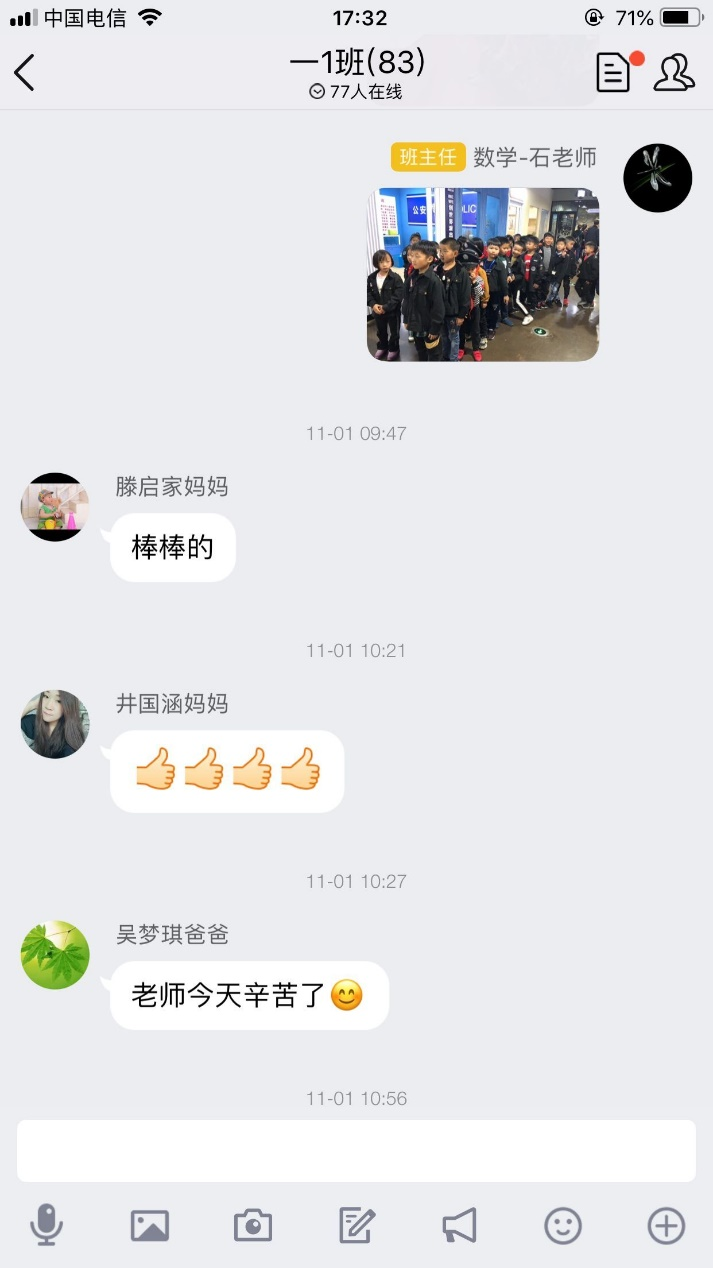 中国电信
17:32
71%
一1班(83)
77人在线
班主任 数学-石老师
公安
LIC
11-01 09:47
滕启家妈妈
棒棒的
11-01 10:21
井国涵妈妈
11-01 10:27
吴梦琪爸爸
老师今天辛苦了😊
11-01 10:56